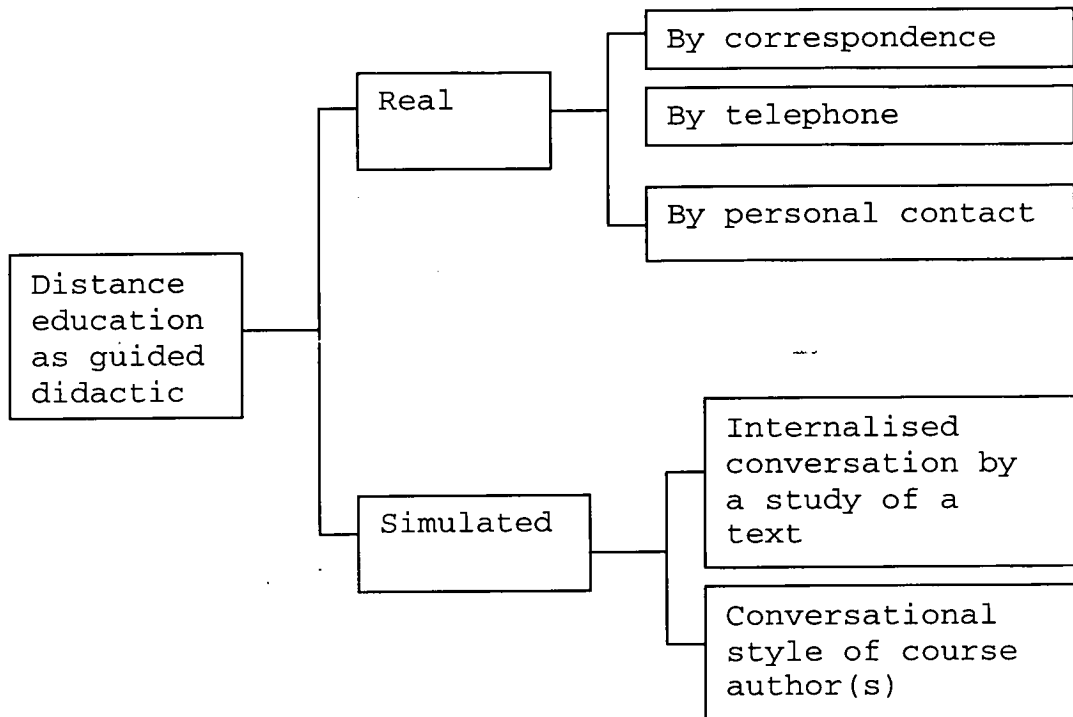 By correspondence
Real
By telephone
By personal contact
Distance
education
as guided
didactic
Internalised
conversation by
a study of a
text
Simulated
Conversational
style of course
author(s)